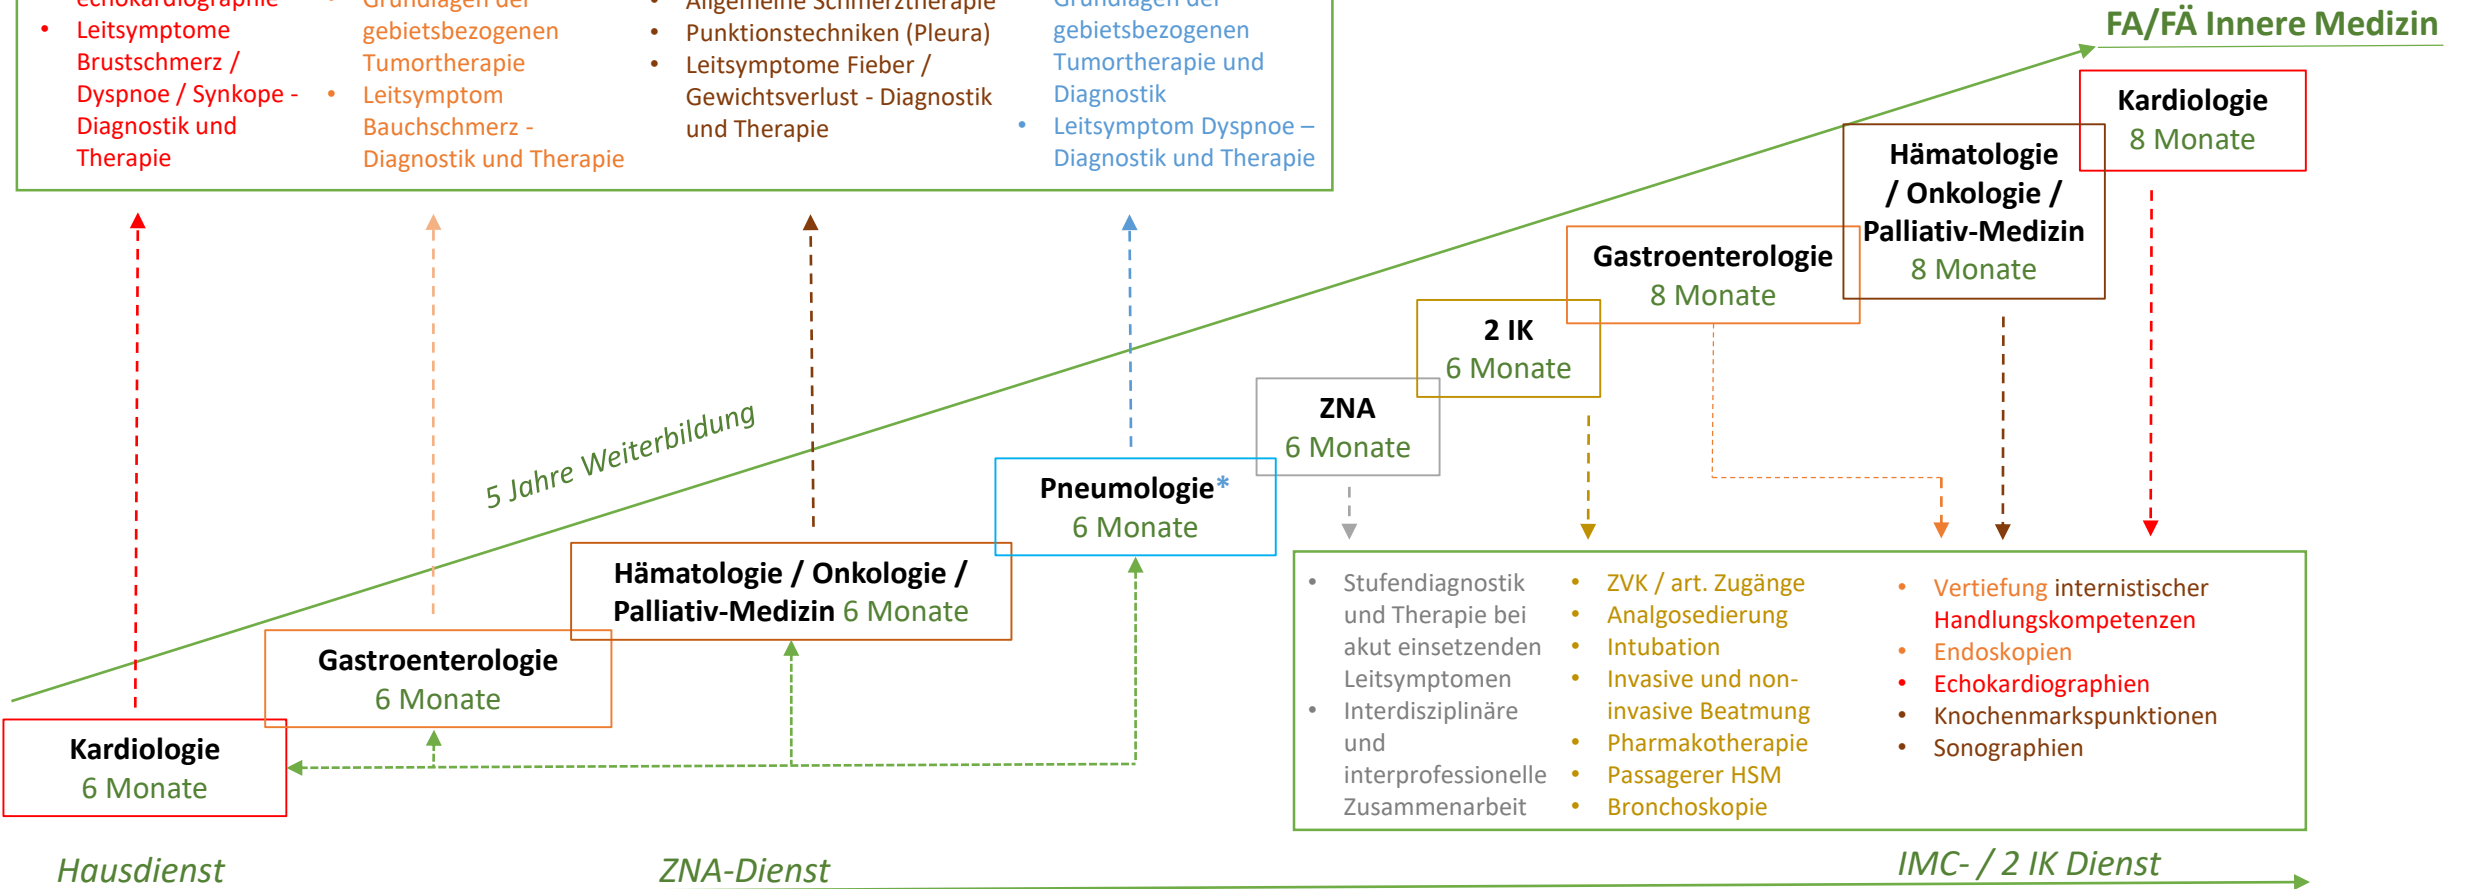 echokardiographie
• Leitsymptome
Brustschmerz /
Dyspnoe / Synkope -
Diagnostik und
Therapie
• Grundlagen der
gebietsbezogenen
Tumortherapie
• Leitsymptom
Bauchschmerz -
Diagnostik und Therapie
• Allgemeine Schmerztherapie
• Punktionstechniken (Pleura)
• Leitsymptome Fieber /
Gewichtsverlust - Diagnostik
und Therapie
Grundlagen der
gebietsbezogenen
Tumortherapie und
Diagnostik
• Leitsymptom Dyspnoe –
Diagnostik und Therapie
FA/FÄ Innere Medizin
Kardiologie
8 Monate
Hämatologie
/ Onkologie /
Palliativ-Medizin
8 Monate
Gastroenterologie
8 Monate
2 IK
6 Monate
ZNA
6 Monate
5 Jahre Weiterbildung
Pneumologie*
6 Monate
Hämatologie / Onkologie /
Palliativ-Medizin 6 Monate
Gastroenterologie
6 Monate
Kardiologie
6 Monate
• Stufendiagnostik
und Therapie bei
akut einsetzenden
Leitsymptomen
• Interdisziplinäre
und
interprofessionelle
Zusammenarbeit
• ZVK / art. Zugänge
• Analgosedierung
• Intubation
• Invasive und non-
invasive Beatmung
• Pharmakotherapie
• Passagerer HSM
• Bronchoskopie
• Vertiefung internistischer
Handlungskompetenzen
• Endoskopien
• Echokardiographien
• Knochenmarkspunktionen
• Sonographien
Hausdienst
ZNA-Dienst
IMC- / 2 IK Dienst